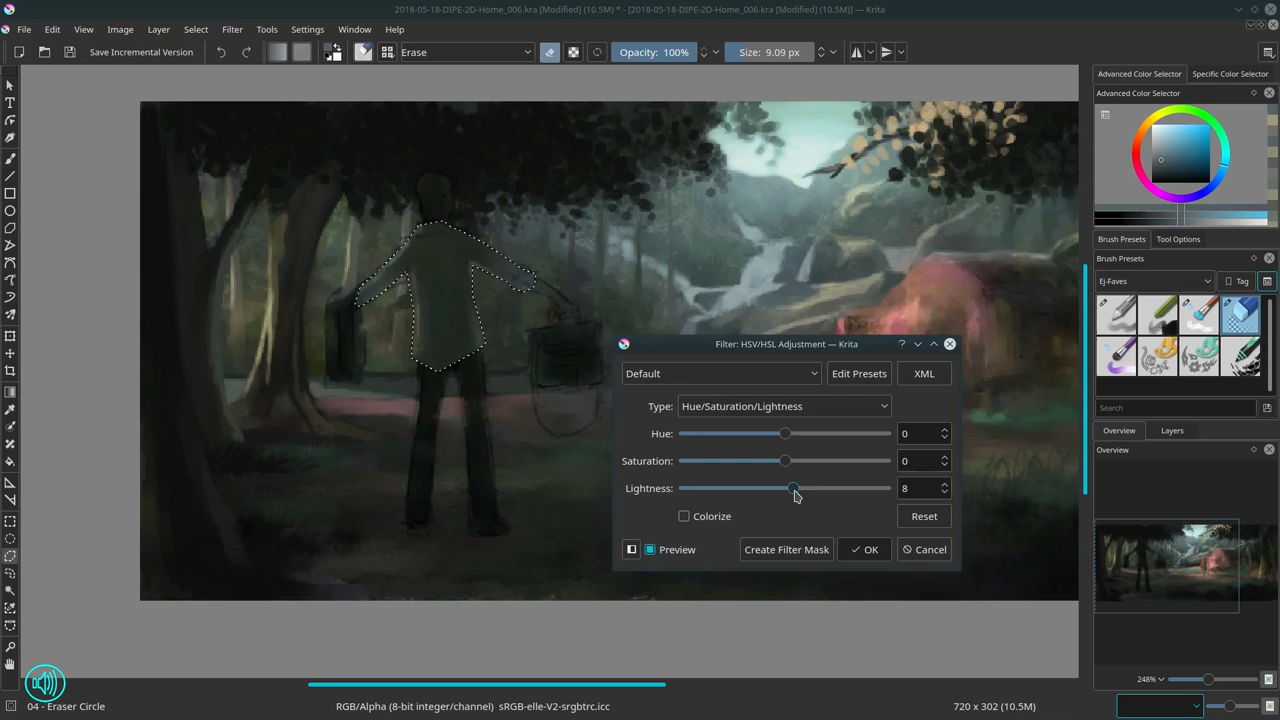 2018-05-18-DIPE-2D-Home_006.kra [Modified] (10.5M) * - [2018-05-18-DIPE-2D-Home_006.kra [Modified] (10.5M)] — Krita
File Edit View Image Layer Select Filter Tools Settings Window Help
Save Incremental Version
Erase
Opacity: 100%
Size: 9.09 px
Advanced Color Selector
Specific Color Selector
Advanced Color Selector
Brush Presets
Tool Options
Brush Presets
Ej-Faves
Tag
Search
Overview
Layers
Overview
248%
Filter: HSV/HSL Adjustment — Krita
Default
Edit Presets
XML
Type: Hue/Saturation/Lightness
Hue: 0
Saturation: 0
Lightness: 8
Colorize
Reset
Preview
Create Filter Mask
OK
Cancel
04 - Eraser Circle
RGB/Alpha (8-bit integer/channel) sRGB-elle-V2-srgbtrc.icc
720 x 302 (10.5M)